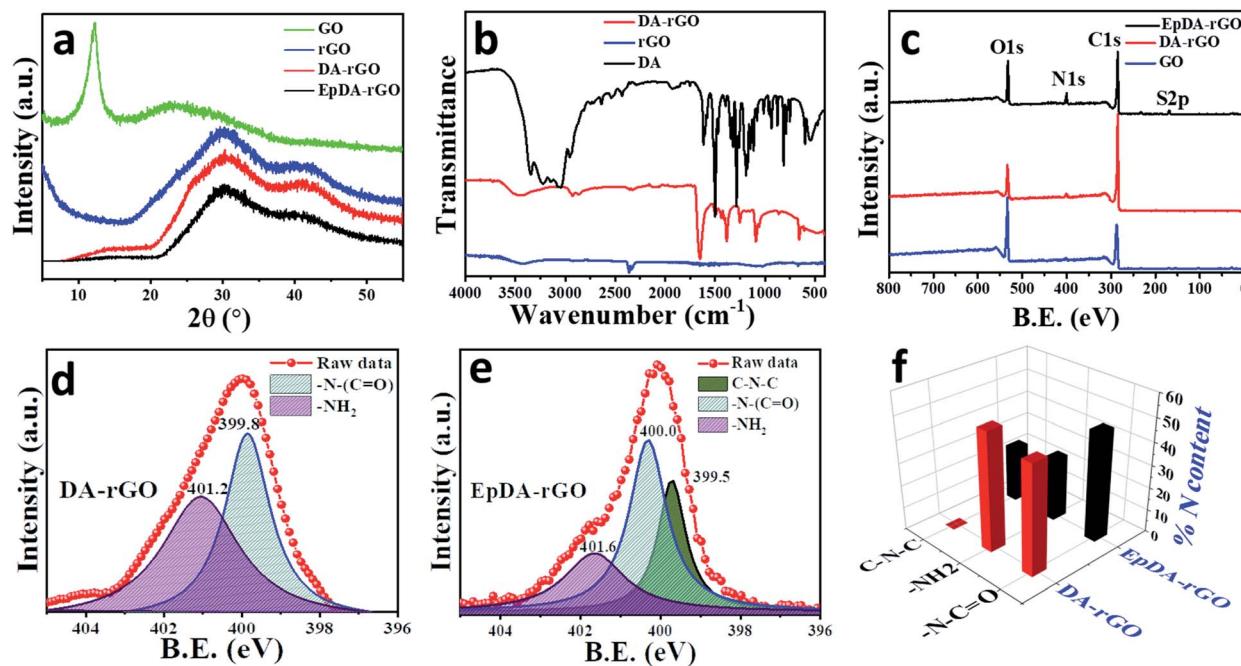 a
GO
rGO
DA-rGO
EpDA-rGO
Intensity (a.u.)
10 20 30 40 50
2θ (°)
b
DA-rGO
rGO
DA
Transmittance
4000 3500 3000 2500 2000 1500 1000 500
Wavenumber (cm⁻¹)
c
EpDA-rGO
DA-rGO
GO
O1s
N1s
C1s
S2p
Intensity (a.u.)
800 700 600 500 400 300 200 100 0
B.E. (eV)
d
Raw data
-N-(C=O)
-NH₂
399.8
401.2
DA-rGO
Intensity (a.u.)
404 402 400 398 396
B.E. (eV)
e
Raw data
C-N-C
-N-(C=O)
-NH₂
400.0
399.5
401.6
EpDA-rGO
Intensity (a.u.)
404 402 400 398 396
B.E. (eV)
f
60
50
40
30
20
10
0
% N content
C-N-C
-NH2
-N-C=O
DA-rGO
EpDA-rGO